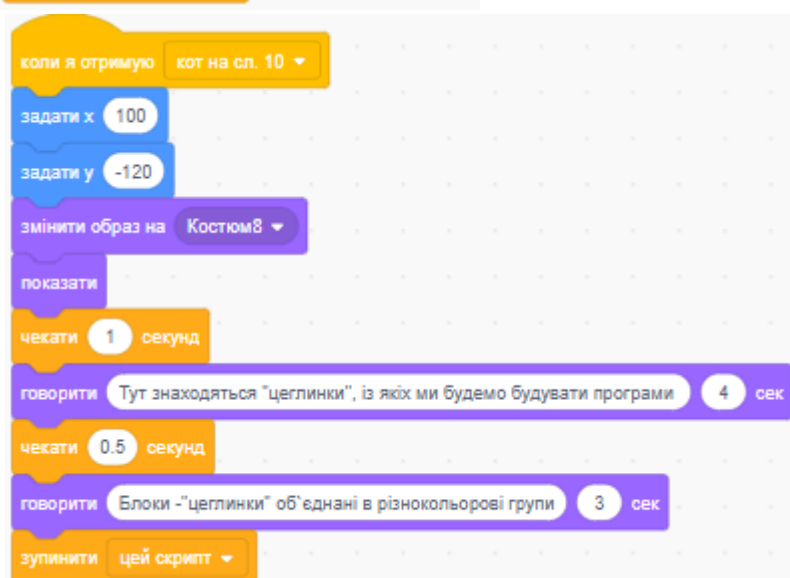 коли я отримую кот на сл. 10
задати x 100
задати y -120
змінити образ на Костюм8
показати
чекати 1 секунд
говорити Тут знаходяться "цеглинки", із якіх ми будемо будувати програми 4 сек
чекати 0.5 секунд
говорити Блоки -"цеглинки" об`єднані в різнокольорові групи 3 сек
зупинити цей скрипт